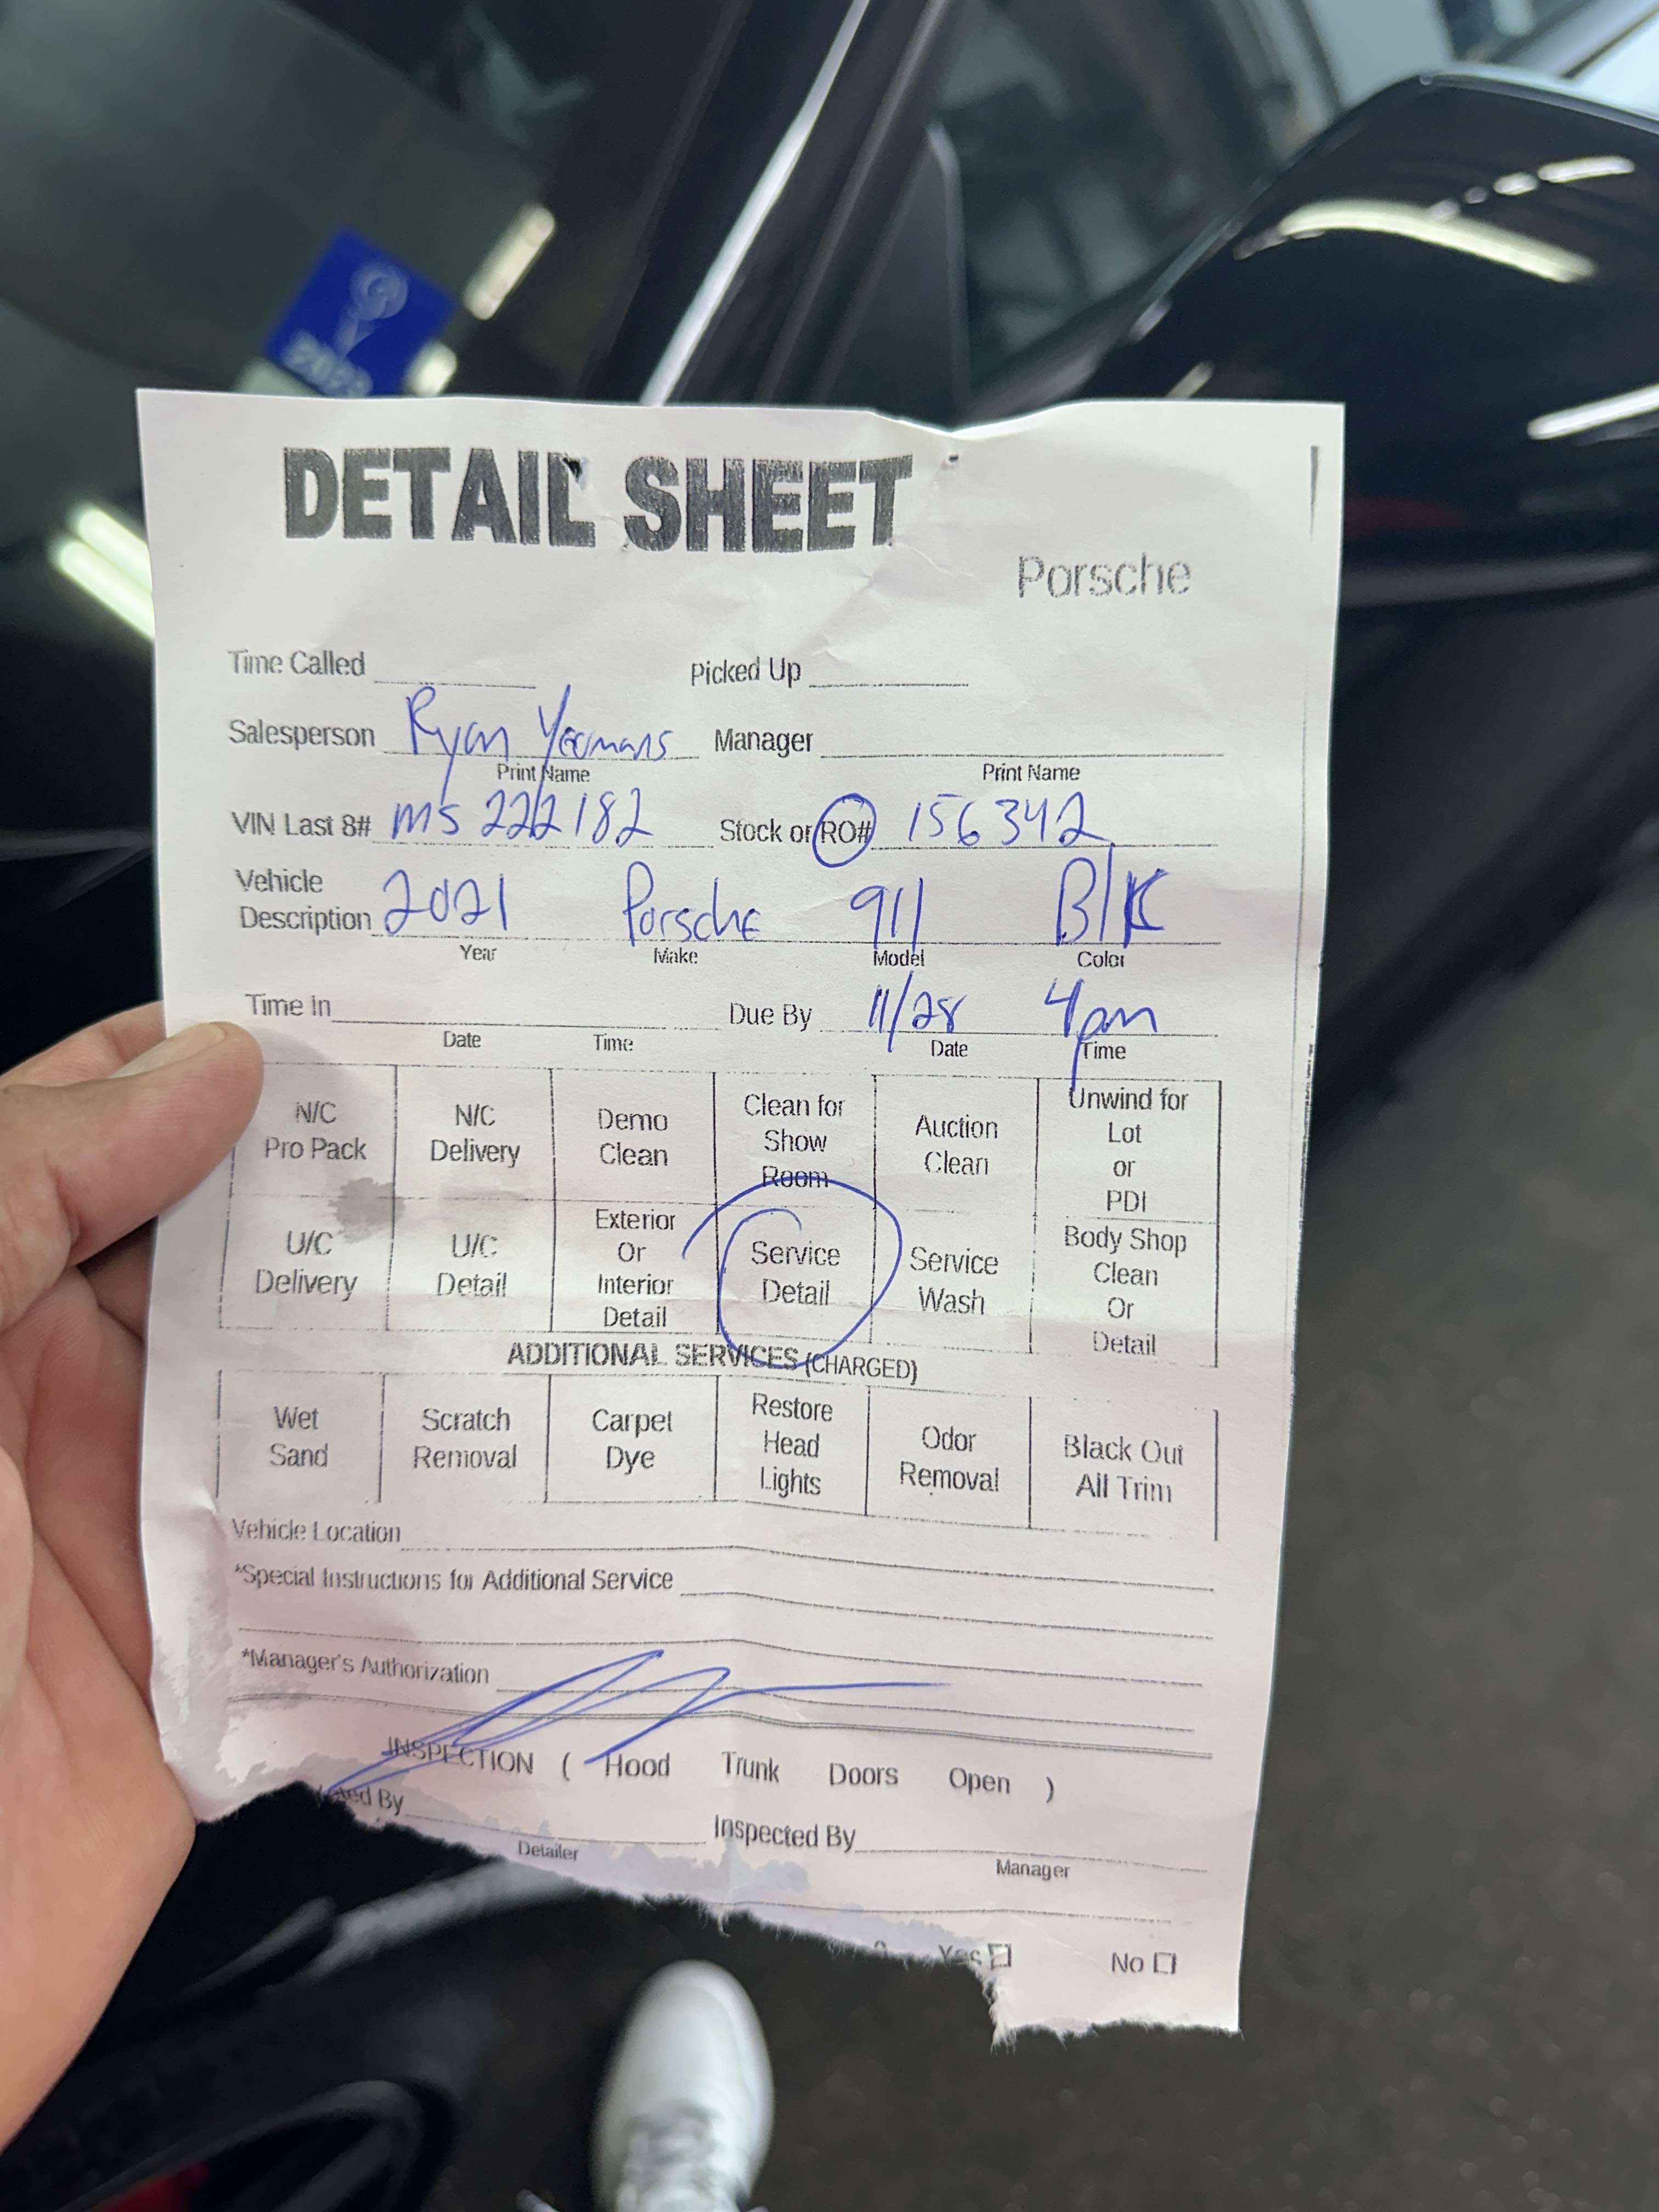 2023
DETAIL SHEET
Porsche
Time Called Picked Up
Salesperson Ryan Yeomans Manager
Print Name Print Name
VIN Last 8# MS 222182 Stock or RO# 156342
Vehicle Description 2021 Porsche 911 Blk
Year Make Model Color
Time In Due By 11/28 4pm
Date Time Date Time
N/C Pro Pack
N/C Delivery
Demo Clean
Clean for Show Room
Auction Clean
Unwind for Lot or PDI
U/C Delivery
U/C Detail
Exterior Or Interior Detail
Service Detail
Service Wash
Body Shop Clean Or Detail
ADDITIONAL SERVICES (CHARGED)
Wet Sand
Scratch Removal
Carpet Dye
Restore Head Lights
Odor Removal
Black Out All Trim
Vehicle Location
*Special Instructions for Additional Service
*Manager's Authorization
INSPECTION ( Hood Trunk Doors Open )
By Inspected By
Detailer Manager
Yes No